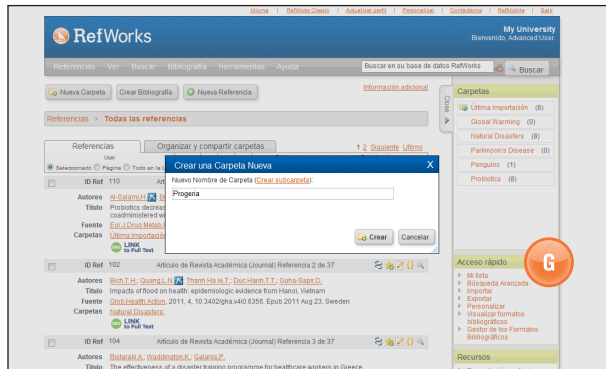 Idioma | RefWorks Classic | Actualizar perfil | Personalizar | Contáctenos | RefMobile | Salir
RefWorks
My University
Bienvenido, Advanced User.
Referencias Ver Buscar Bibliografía Herramientas Ayuda
Buscar en su base de datos RefWorks
Buscar
Nueva Carpeta
Crear Bibliografía
Nueva Referencia
Información adicional
Close
Referencias > Todas las referencias
Referencias
Organizar y compartir carpetas
1 2 Siguiente Ultimo
Usar
Seleccionado Página Todo en la L
ID Ref 110
Autores Al-Salami,H.
Título Probiotics decreas
coadministered wi
Fuente Eur.J.Drug Metab.
Carpetas Última Importació
LINK
to Full Text
Crear una Carpeta Nueva X
Nuevo Nombre de Carpeta (Crear subcarpeta):
Progeria
Crear
Cancelar
ID Ref 102 Artículo de Revista Académica (Journal) Referencia 2 de 37
Autores Bich,T.H.; Quang,L.N.; Thanh Ha le,T.; Duc Hanh,T.T.; Guha-Sapir,D.
Título Impacts of flood on health: epidemiologic evidence from Hanoi, Vietnam
Fuente Glob.Health.Action, 2011, 4, 10.3402/gha.v4i0.6356. Epub 2011 Aug 23, Sweden
Carpetas Natural Disasters;
LINK
to Full Text
ID Ref 104 Artículo de Revista Académica (Journal) Referencia 3 de 37
Autores Bistaraki,A.; Waddington,K.; Galanis,P.
Título The effectiveness of a disaster training programme for healthcare workers in Greece
Carpetas
Última Importación (8)
Global Warming (0)
Natural Disasters (8)
Parkinson's Disease (0)
Penguins (1)
Probiotics (8)
Acceso rápido
G
Mi lista
Búsqueda Avanzada
Importar
Exportar
Personalizar
Visualizar formatos
bibliográficos
Gestor de los Formatos
Bibliográficos
Recursos